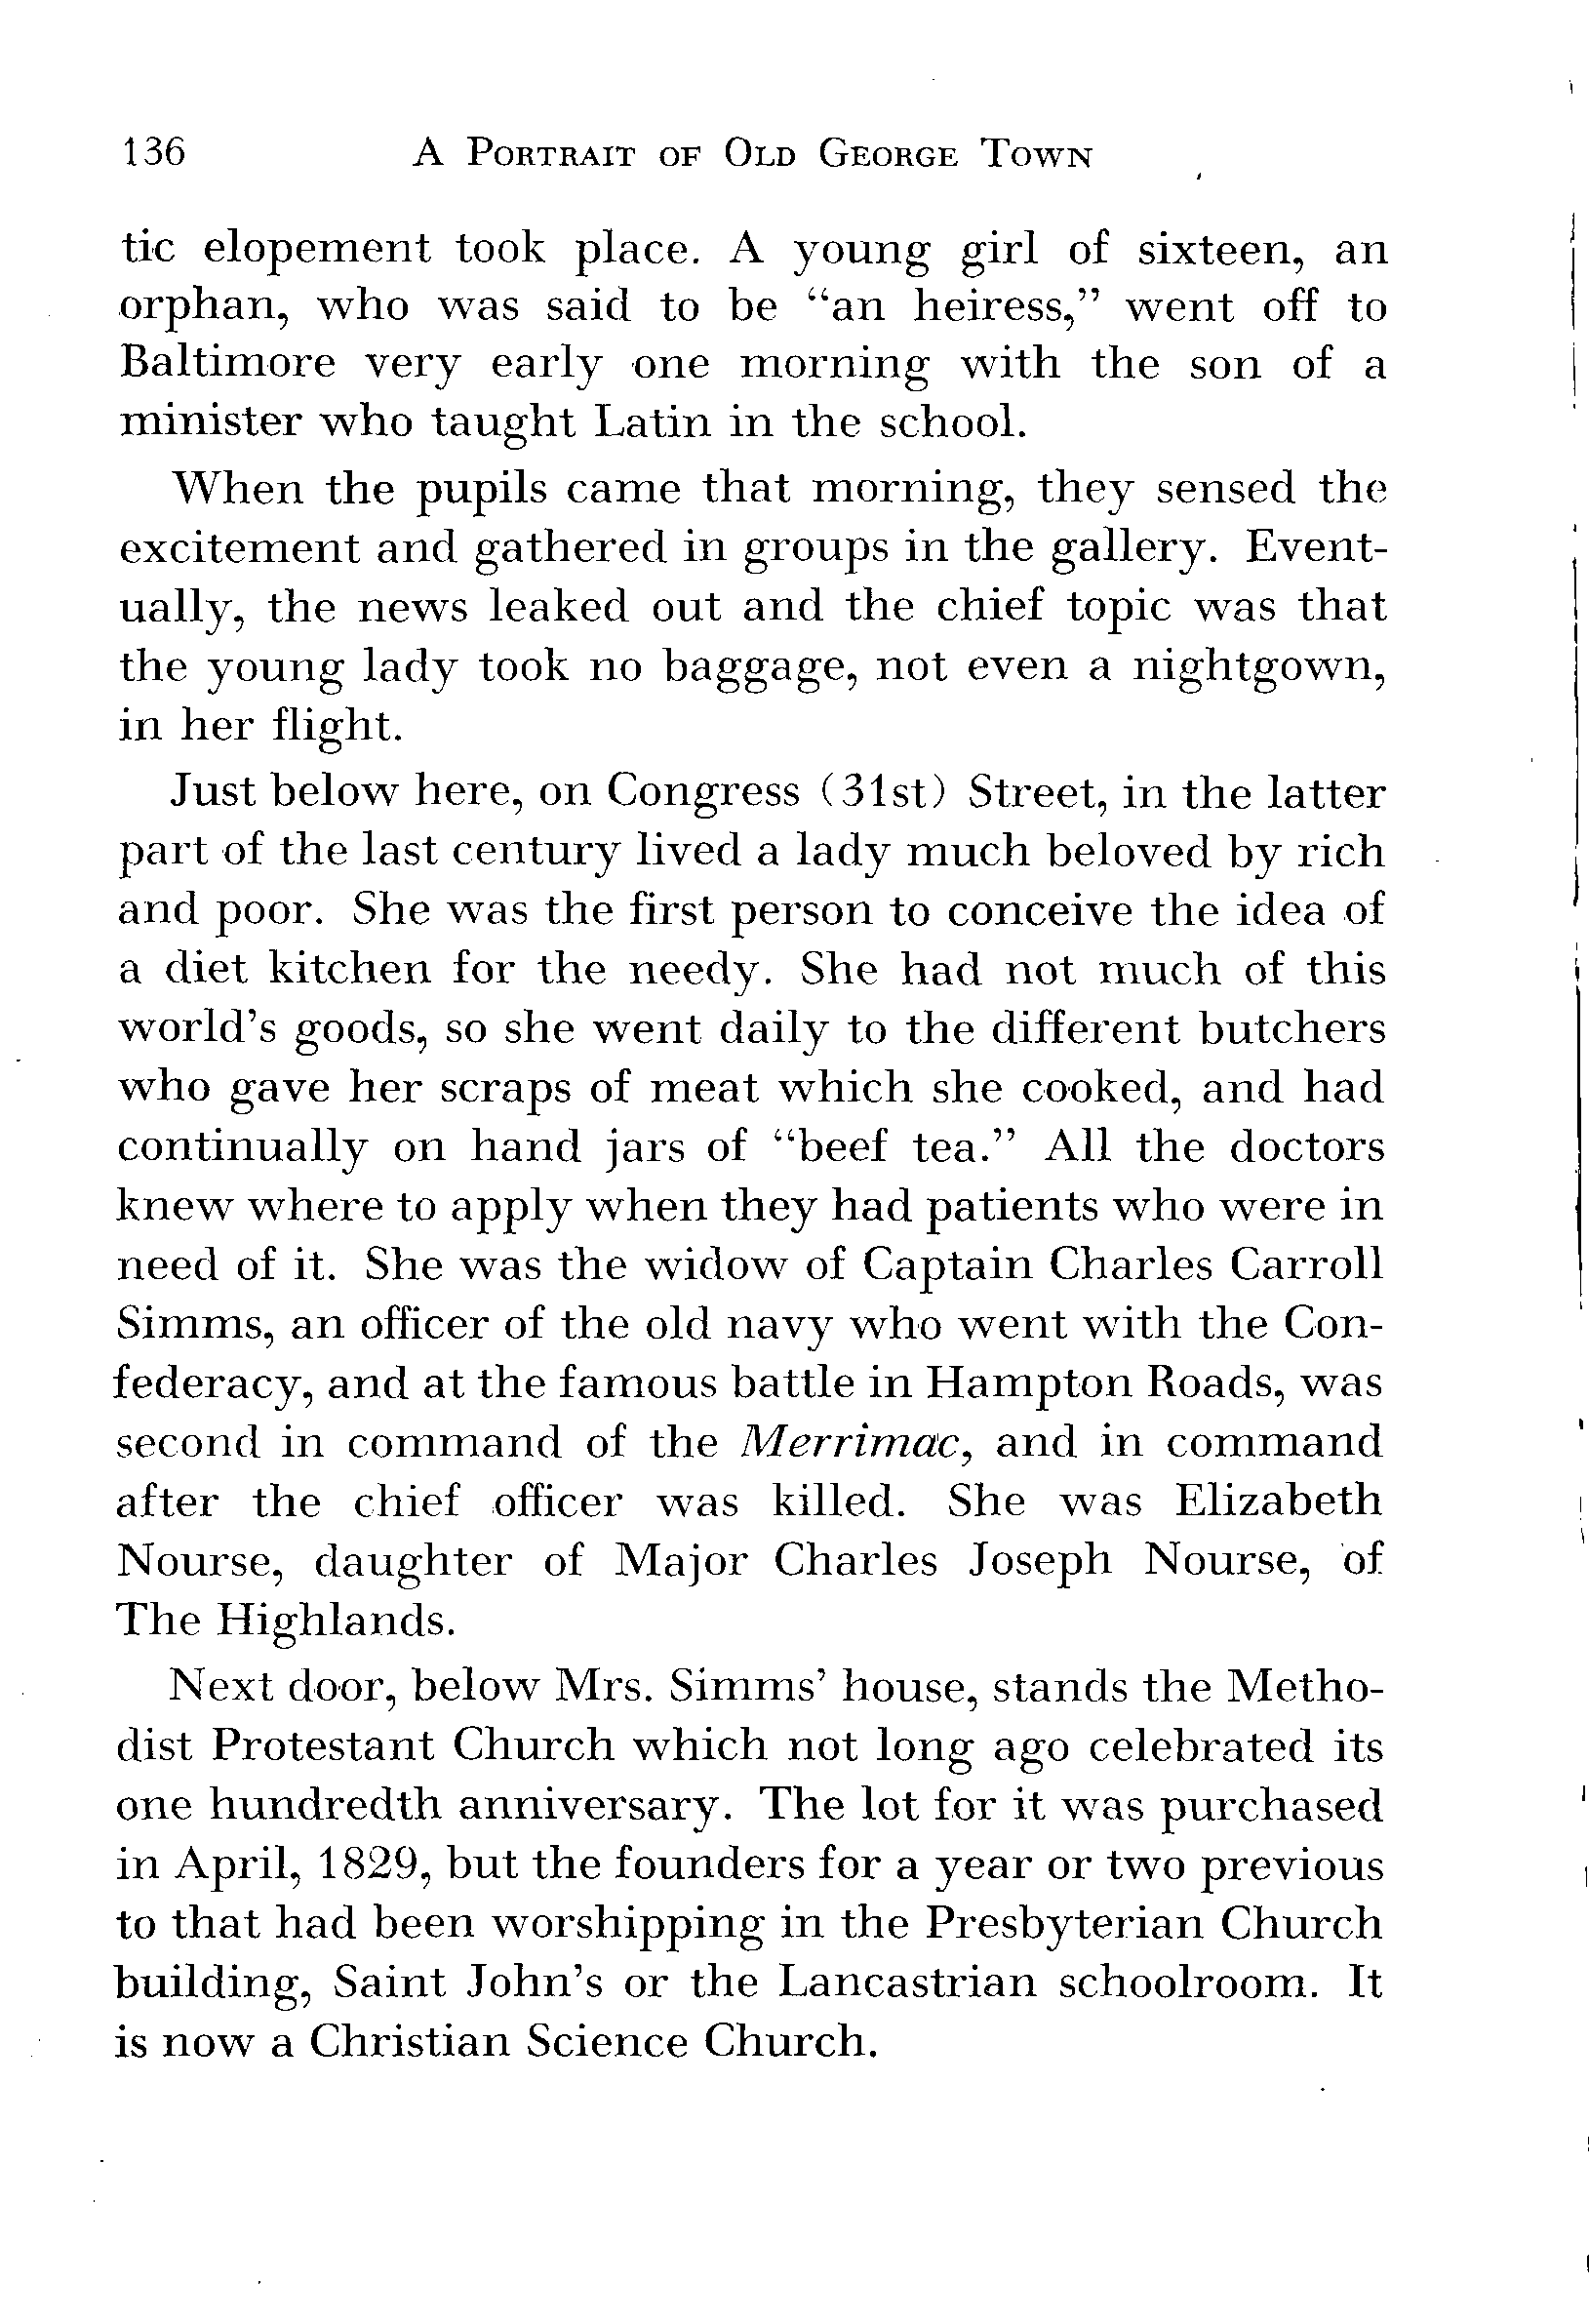 136 A PORTRAIT OF OLD GEORGE TOWN
tic elopement took place. A young girl of sixteen, an
orphan, who was said to be “an heiress,” went off to
Baltimore very early one morning with the son of a
minister who taught Latin in the school.
When the pupils came that morning, they sensed the
excitement and gathered in groups in the gallery. Event-
ually, the news leaked out and the chief topic was that
the young lady took no baggage, not even a nightgown,
in her flight.
Just below here, on Congress (31st) Street, in the latter
part of the last century lived a lady much beloved by rich
and poor. She was the first person to conceive the idea of
a diet kitchen for the needy. She had not much of this
world’s goods, so she went daily to the different butchers
who gave her scraps of meat which she cooked, and had
continually on hand jars of “beef tea.” All the doctors
knew where to apply when they had patients who were in
need of it. She was the widow of Captain Charles Carroll
Simms, an officer of the old navy who went with the Con-
federacy, and at the famous battle in Hampton Roads, was
second in command of the Merrimac, and in command
after the chief officer was killed. She was Elizabeth
Nourse, daughter of Major Charles Joseph Nourse, of
The Highlands.
Next door, below Mrs. Simms’ house, stands the Metho-
dist Protestant Church which not long ago celebrated its
one hundredth anniversary. The lot for it was purchased
in April, 1829, but the founders for a year or two previous
to that had been worshipping in the Presbyterian Church
building, Saint John’s or the Lancastrian schoolroom. It
is now a Christian Science Church.